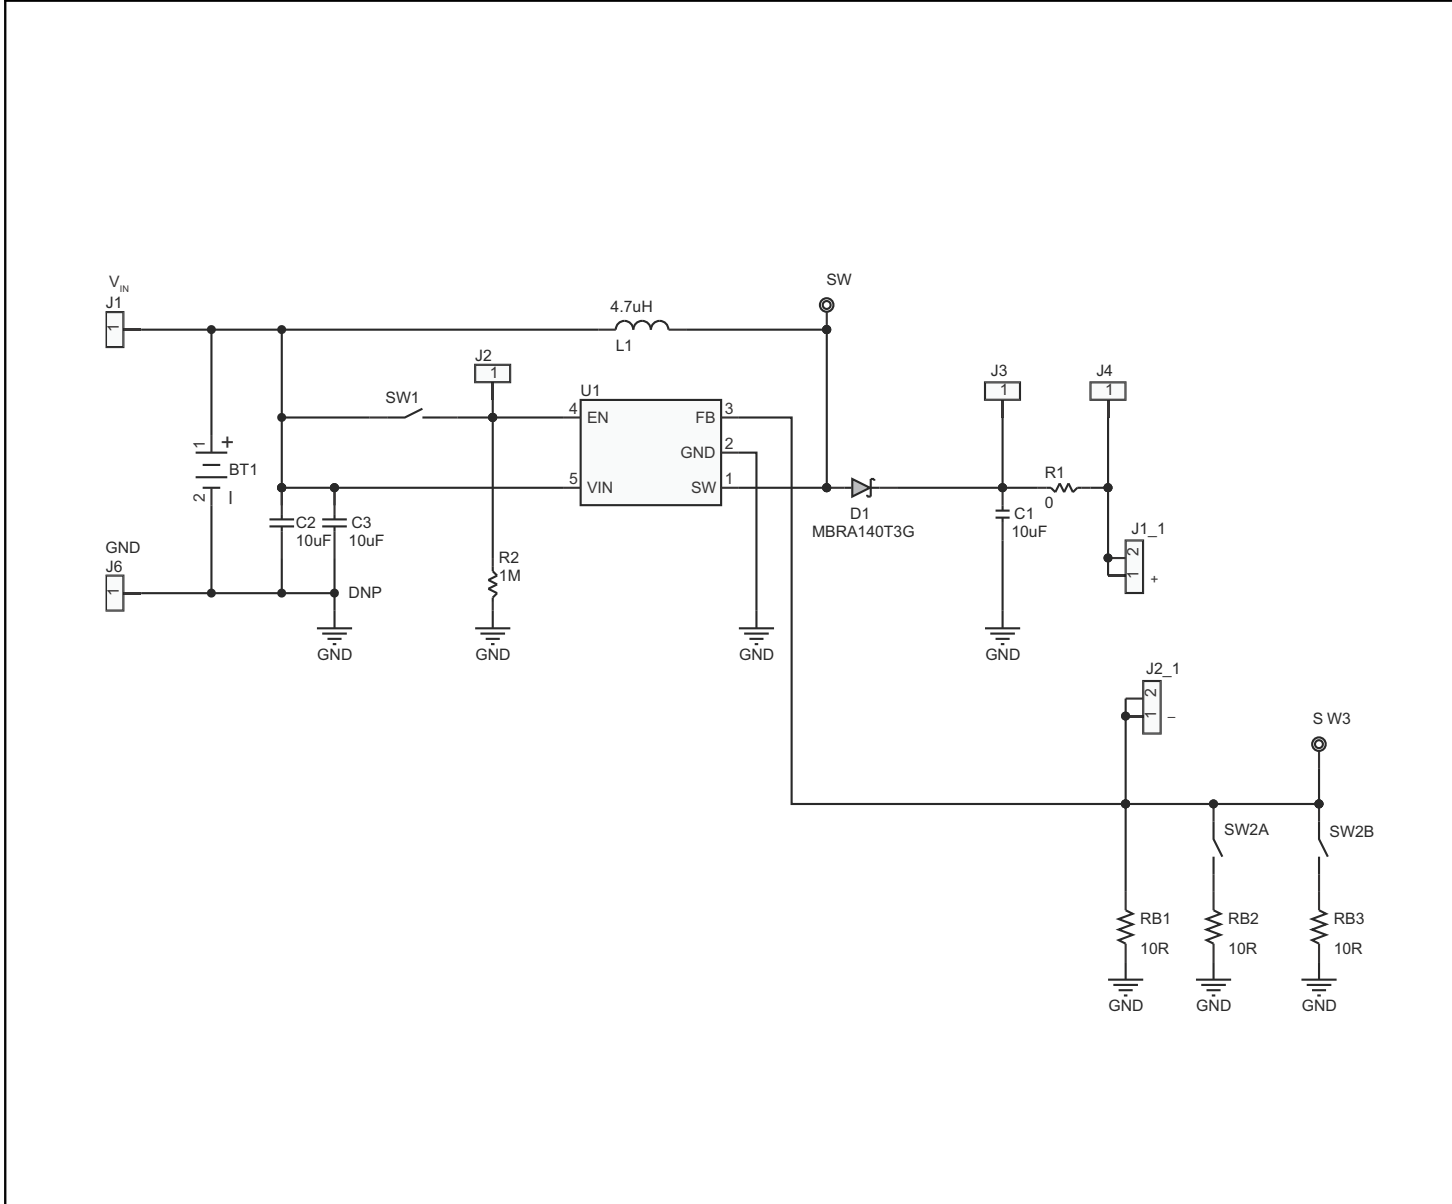 V_IN
J1
1
SW
4.7uH
L1
J2
1
SW1
U1
4
EN
FB
3
GND
2
5
VIN
SW
1
J3
1
J4
1
1
+
BT1
2
|
C2
10uF
C3
10uF
D1
MBRA140T3G
C1
10uF
R1
0
J1_1
2
1
+
GND
J6
1
DNP
R2
1M
GND
GND
GND
GND
J2_1
2
1
–
S W3
SW2A
SW2B
RB1
10R
RB2
10R
RB3
10R
GND
GND
GND